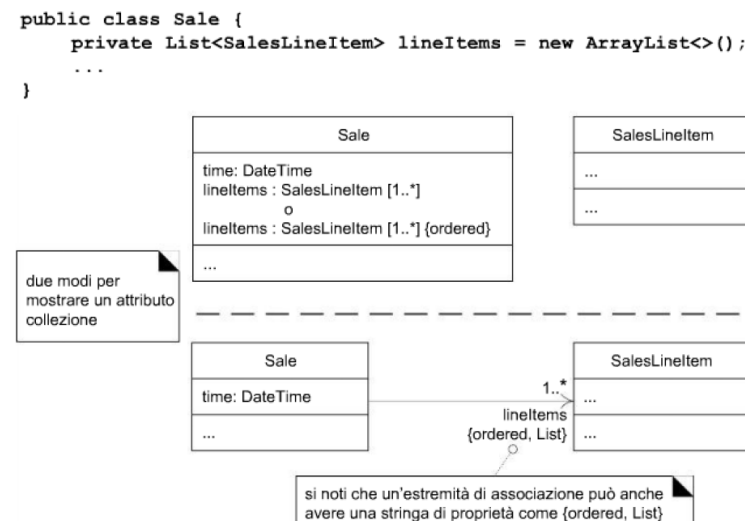 public class Sale {
private List<SalesLineItem> lineItems = new ArrayList<>();
...
}
Sale
time: DateTime
lineItems : SalesLineItem [1..*]
o
lineItems : SalesLineItem [1..*] {ordered}
...
SalesLineItem
...
...
due modi per
mostrare un attributo
collezione
Sale
time: DateTime
...
1..*
lineItems
{ordered, List}
SalesLineItem
...
...
si noti che un'estremità di associazione può anche
avere una stringa di proprietà come {ordered, List}